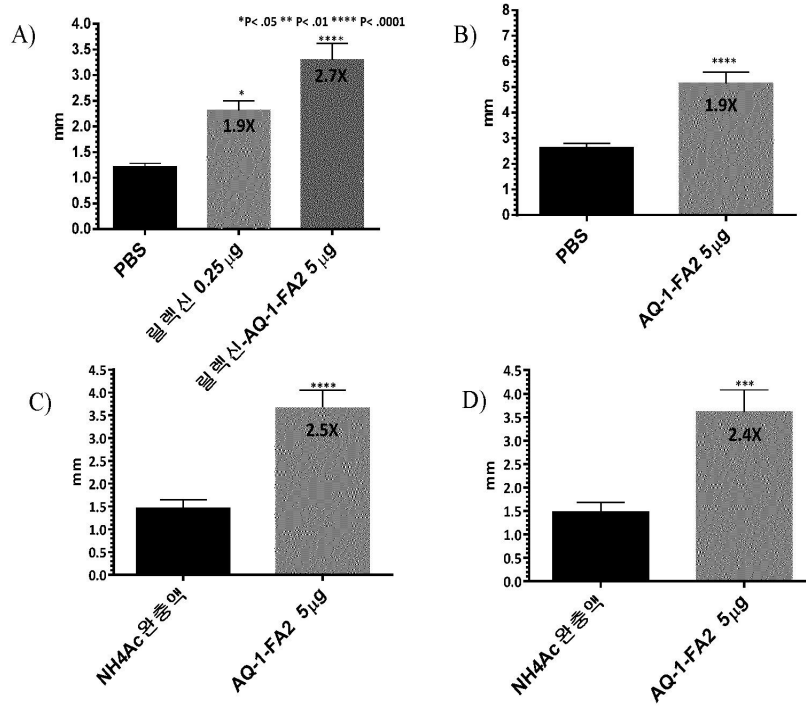 A)
*P< .05 ** P< .01 **** P< .0001
mm
4.0
3.5
3.0
2.5
2.0
1.5
1.0
0.5
0.0
*
1.9X
****
2.7X
PBS
릴렉신 0.25 µg
릴렉신-AQ-1-FA2 5 µg
B)
mm
8
7
6
5
4
3
2
1
0
****
1.9X
PBS
AQ-1-FA2 5µg
C)
mm
4.5
4.0
3.5
3.0
2.5
2.0
1.5
1.0
0.5
0.0
****
2.5X
NH4Ac완충액
AQ-1-FA2 5µg
D)
mm
4.5
4.0
3.5
3.0
2.5
2.0
1.5
1.0
0.5
0.0
***
2.4X
NH4Ac완충액
AQ-1-FA2 5µg